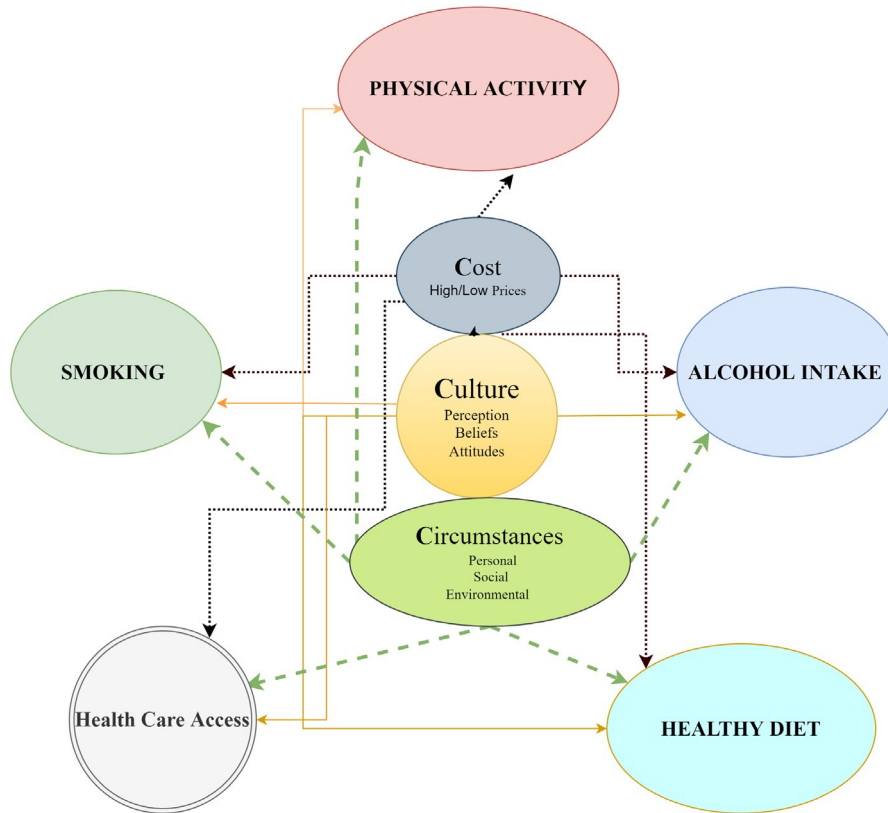 PHYSICAL ACTIVITY
Cost
High/Low Prices
SMOKING
ALCOHOL INTAKE
Culture
Perception
Beliefs
Attitudes
Circumstances
Personal
Social
Environmental
Health Care Access
HEALTHY DIET